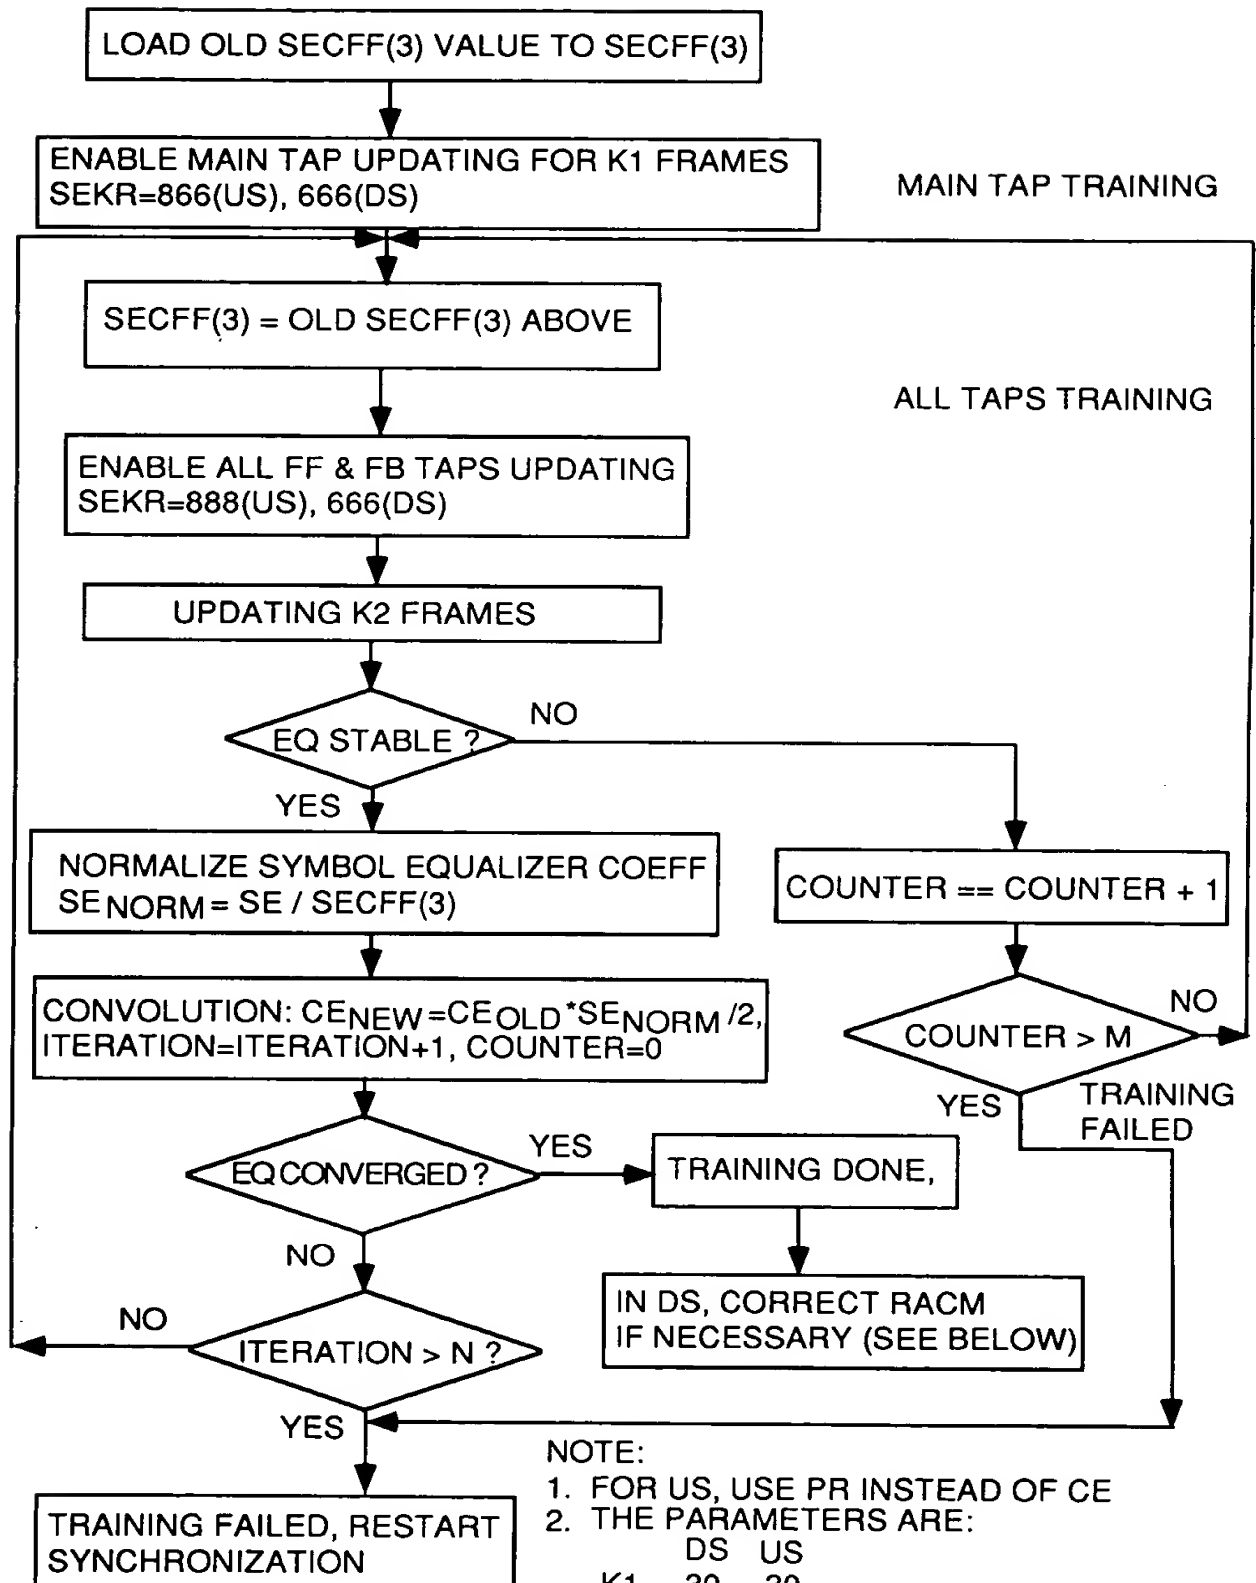 LOAD OLD SECFF(3) VALUE TO SECFF(3)
ENABLE MAIN TAP UPDATING FOR K1 FRAMES
SEKR=866(US), 666(DS)
MAIN TAP TRAINING
SECFF(3) = OLD SECFF(3) ABOVE
ALL TAPS TRAINING
ENABLE ALL FF & FB TAPS UPDATING
SEKR=888(US), 666(DS)
UPDATING K2 FRAMES
EQ STABLE ?
NO
YES
NORMALIZE SYMBOL EQUALIZER COEFF
SE NORM = SE / SECFF(3)
COUNTER == COUNTER + 1
CONVOLUTION: CENEW=CEOLD*SENORM/2,
ITERATION=ITERATION+1, COUNTER=0
COUNTER > M
NO
YES
TRAINING
FAILED
EQ CONVERGED ?
YES
TRAINING DONE,
NO
IN DS, CORRECT RACM
IF NECESSARY (SEE BELOW)
ITERATION > N ?
NO
YES
TRAINING FAILED, RESTART
SYNCHRONIZATION
NOTE:
1. FOR US, USE PR INSTEAD OF CE
2. THE PARAMETERS ARE:
DS US